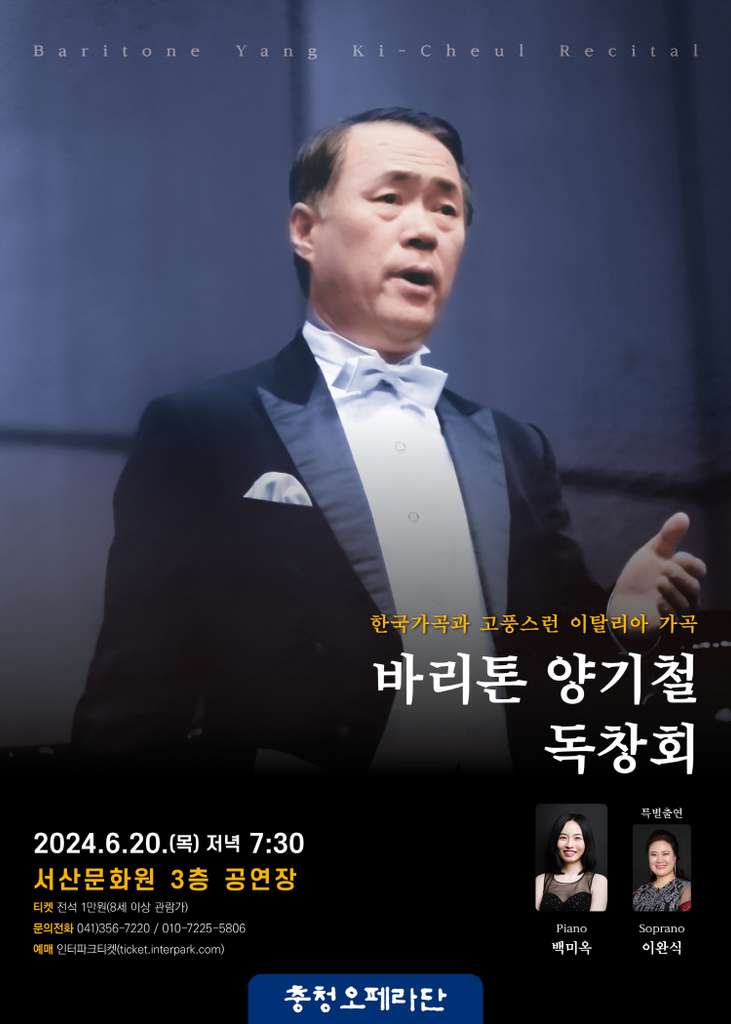 Baritone Yang Ki-Cheul Recital
한국가곡과 고풍스런 이탈리아 가곡
바리톤 양기철
독창회
2024.6.20.(목) 저녁 7:30
서산문화원 3층 공연장
티켓 전석 1만원(8세 이상 관람가)
문의전화 041)356-7220 / 010-7225-5806
예매 인터파크티켓(ticket.interpark.com)
Piano
백미옥
특별출연
Soprano
이완식
충청오페라단